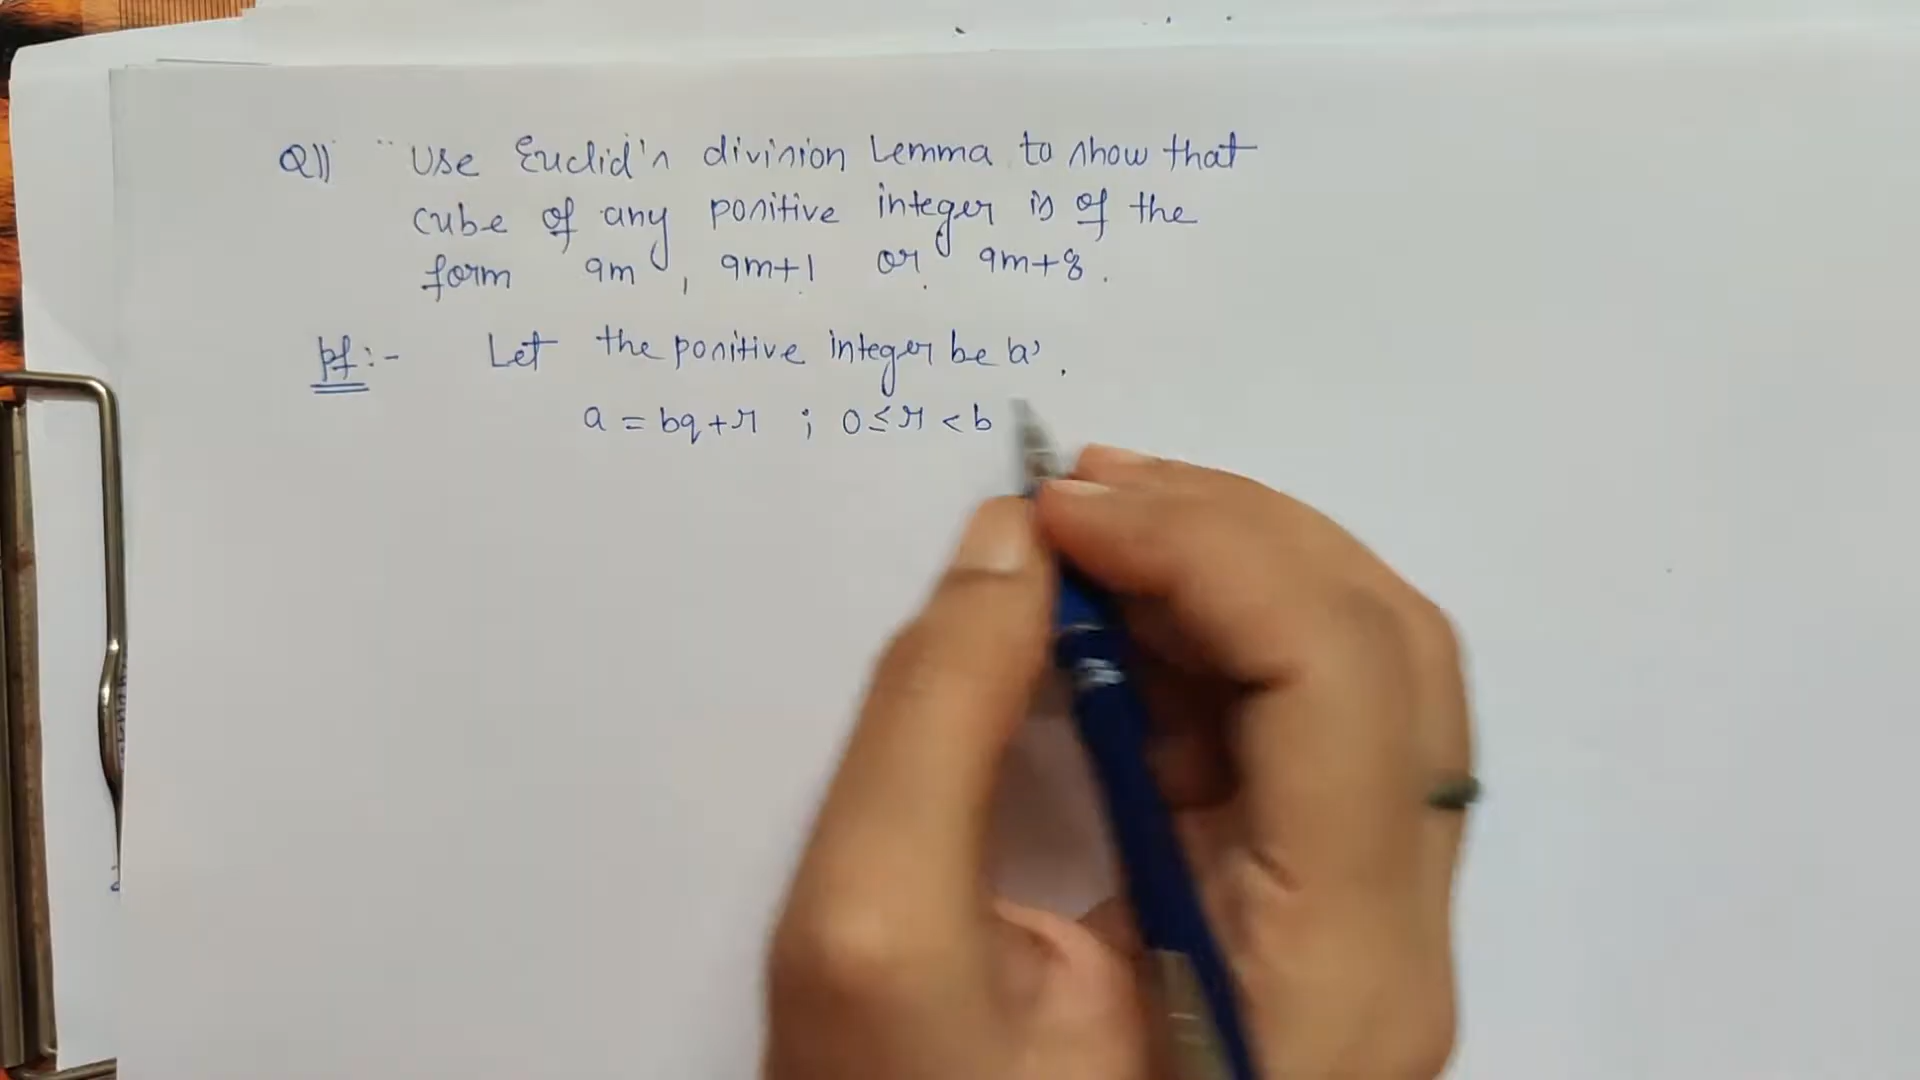 Q1) " Use Euclid's division Lemma to show that
cube of any positive integer is of the
form 9m , 9m+1 or 9m+8 .
Pf :- Let the positive integer be 'a' .
a = bq + r ; 0 ≤ r < b